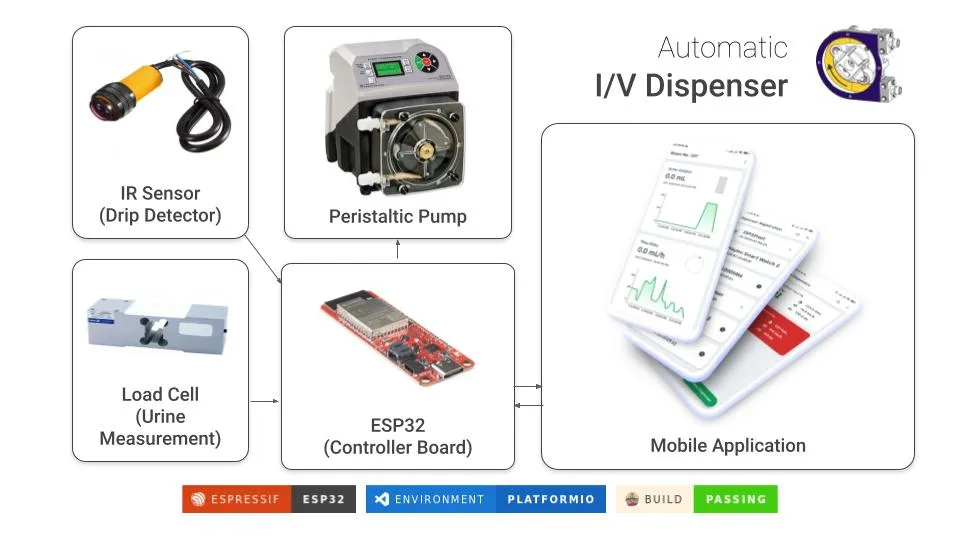 Automatic
I/V Dispenser
IR Sensor
(Drip Detector)
Peristaltic Pump
Load Cell
(Urine
Measurement)
ESP32
(Controller Board)
Mobile Application
0.0 mL
0.0 mL/h
ESPRESSIF ESP32
ENVIRONMENT PLATFORMIO
BUILD PASSING